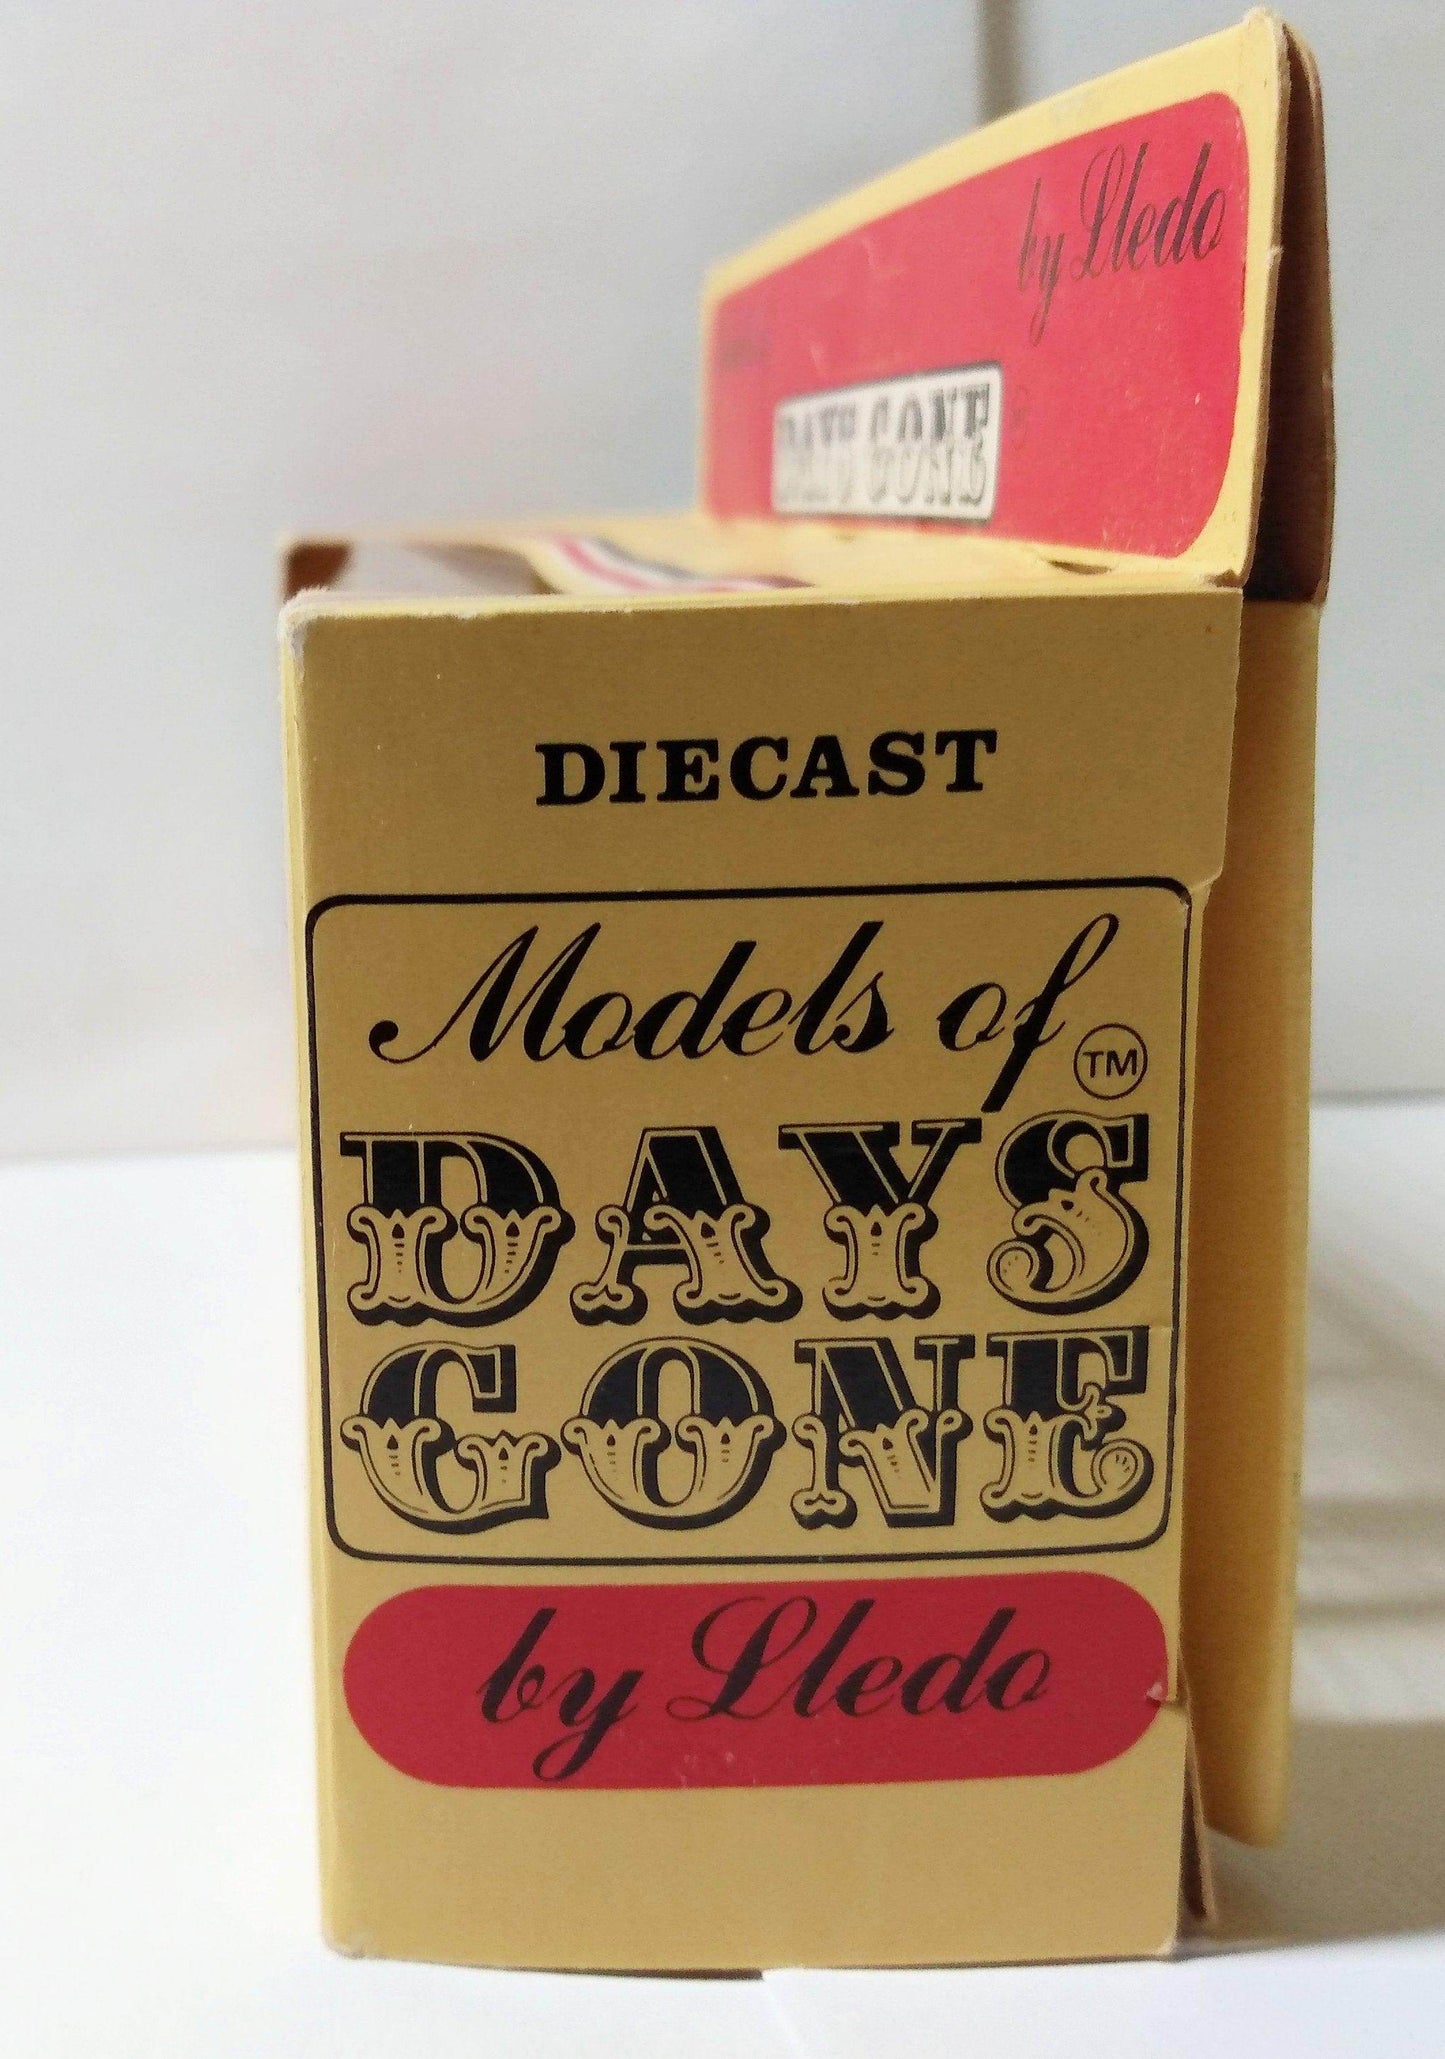 by Lledo
DAYS GONE
DIECAST
Models of
TM
DAYS
GONE
by Lledo